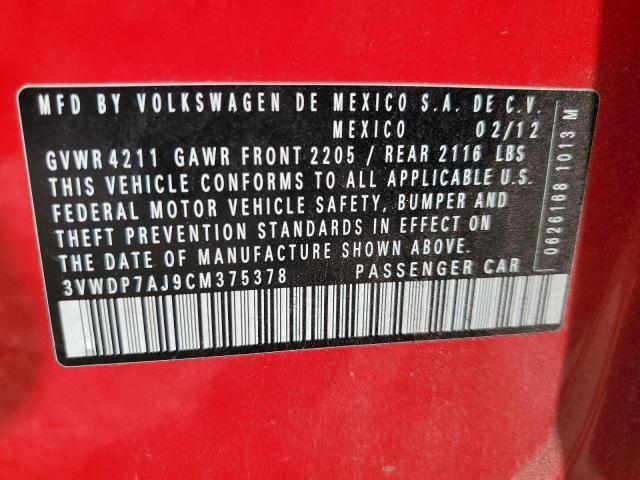 MFD BY VOLKSWAGEN DE MEXICO S.A. DE C.V.
MEXICO 02/12
GVWR 4211 GAWR FRONT 2205 / REAR 2116 LBS
THIS VEHICLE CONFORMS TO ALL APPLICABLE U.S.
FEDERAL MOTOR VEHICLE SAFETY, BUMPER AND
THEFT PREVENTION STANDARDS IN EFFECT ON
THE DATE OF MANUFACTURE SHOWN ABOVE.
3VWDP7AJ9CM375378 PASSENGER CAR
0626168 1013 M